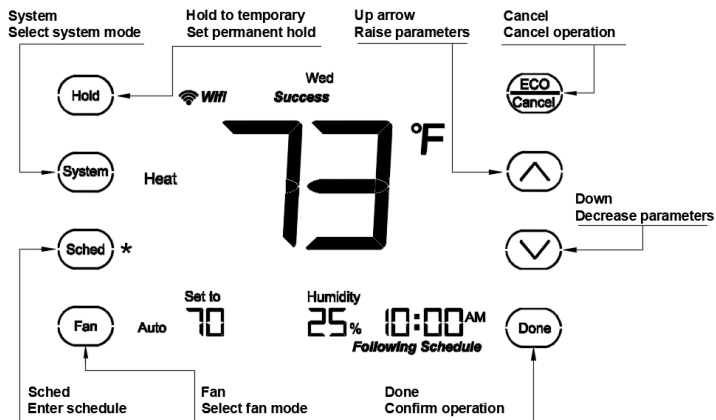 System
Select system mode
Hold to temporary
Set permanent hold
Up arrow
Raise parameters
Cancel
Cancel operation
Hold
Wifi
Wed
Success
ECO
Cancel
73 °F
System
Heat
Down
Decrease parameters
Sched *
Set to
70
Humidity
25%
10:00 AM
Following Schedule
Fan
Auto
Done
Sched
Enter schedule
Fan
Select fan mode
Done
Confirm operation